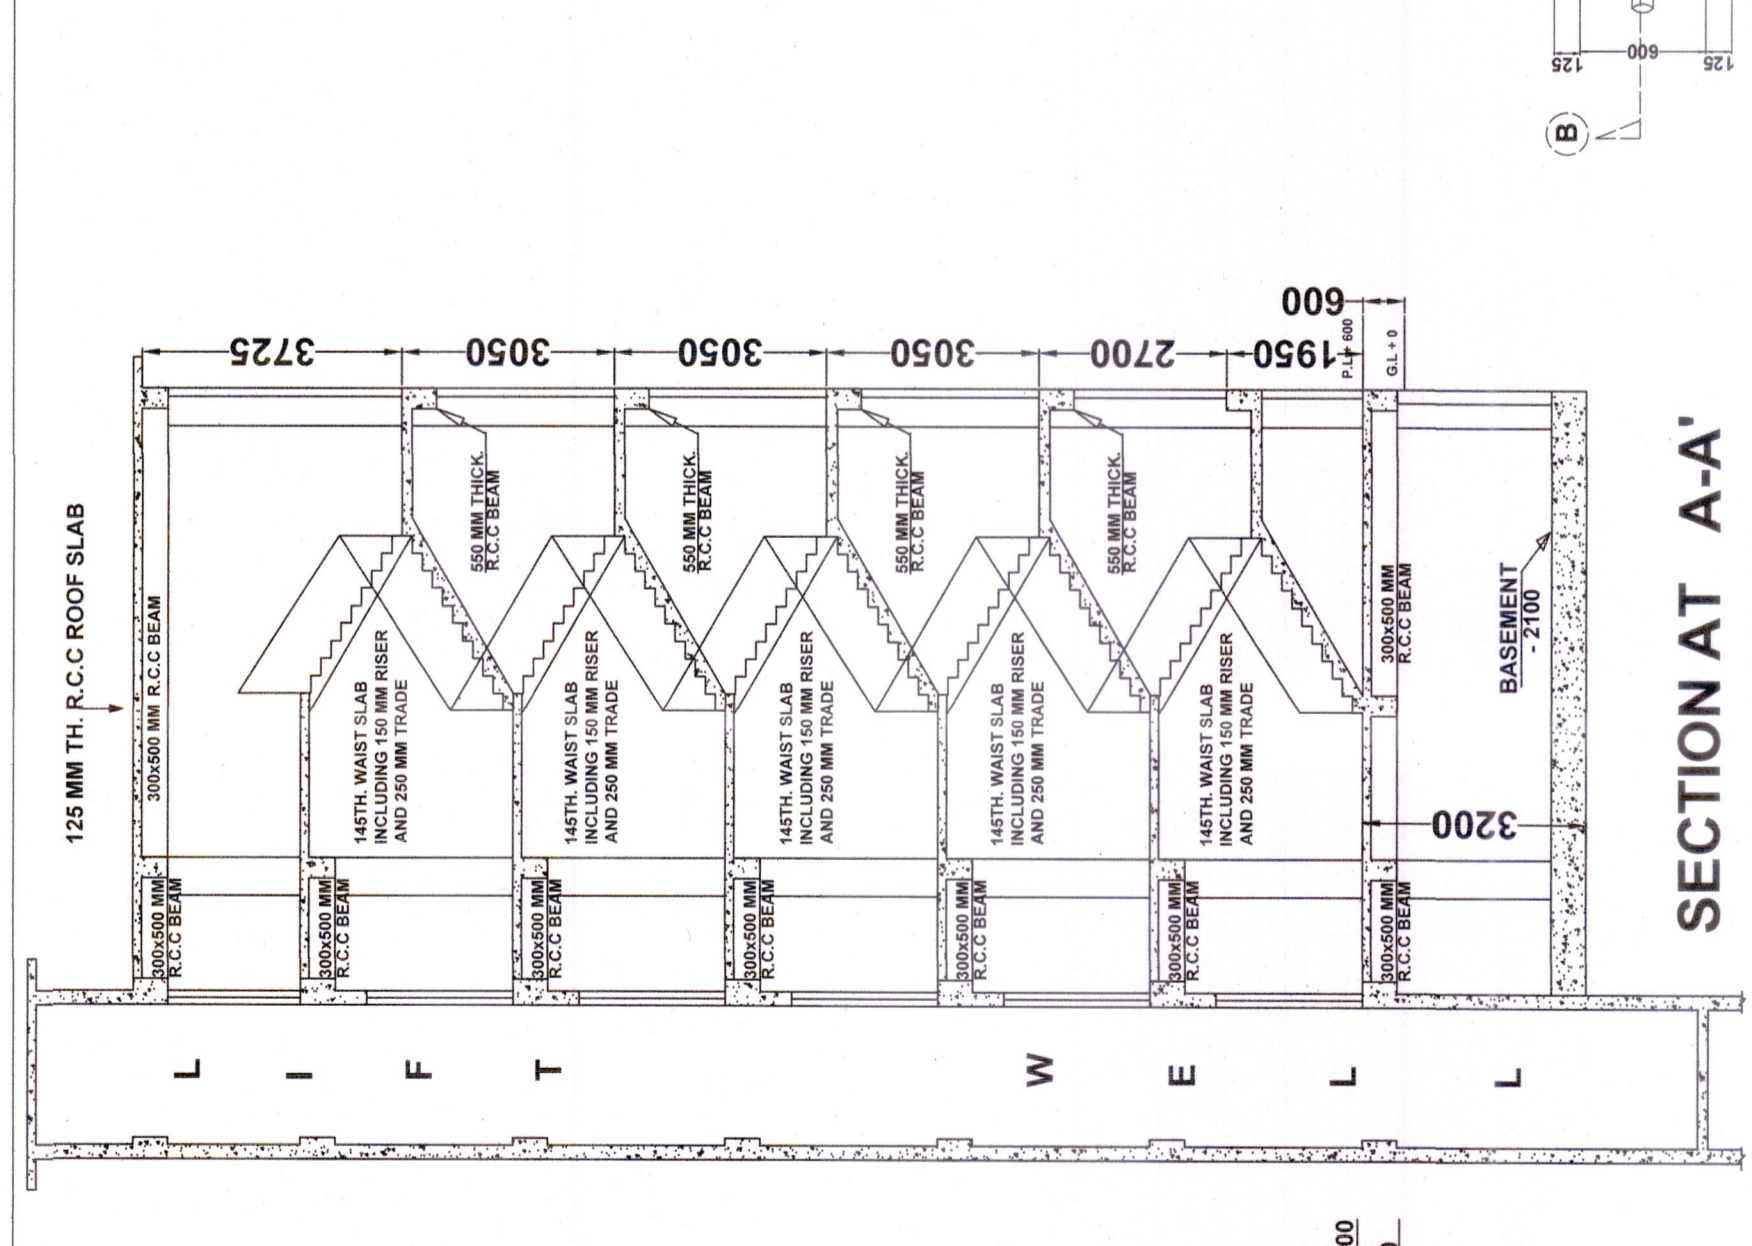 125 MM TH. R.C.C ROOF SLAB
300x500 MM R.C.C BEAM
3725
3050
3050
3050
2700
1950
600
P.L + 600
G.L + 0
550 MM THICK.
R.C.C BEAM
550 MM THICK.
R.C.C BEAM
550 MM THICK.
R.C.C BEAM
550 MM THICK.
R.C.C BEAM
145TH. WAIST SLAB
INCLUDING 150 MM RISER
AND 250 MM TRADE
145TH. WAIST SLAB
INCLUDING 150 MM RISER
AND 250 MM TRADE
145TH. WAIST SLAB
INCLUDING 150 MM RISER
AND 250 MM TRADE
145TH. WAIST SLAB
INCLUDING 150 MM RISER
AND 250 MM TRADE
145TH. WAIST SLAB
INCLUDING 150 MM RISER
AND 250 MM TRADE
300x500 MM
R.C.C BEAM
BASEMENT
- 2100
3200
300x500 MM
R.C.C BEAM
300x500 MM
R.C.C BEAM
300x500 MM
R.C.C BEAM
300x500 MM
R.C.C BEAM
300x500 MM
R.C.C BEAM
300x500 MM
R.C.C BEAM
300x500 MM
R.C.C BEAM
LIFT WELL
SECTION AT A-A'
125
600
125
B